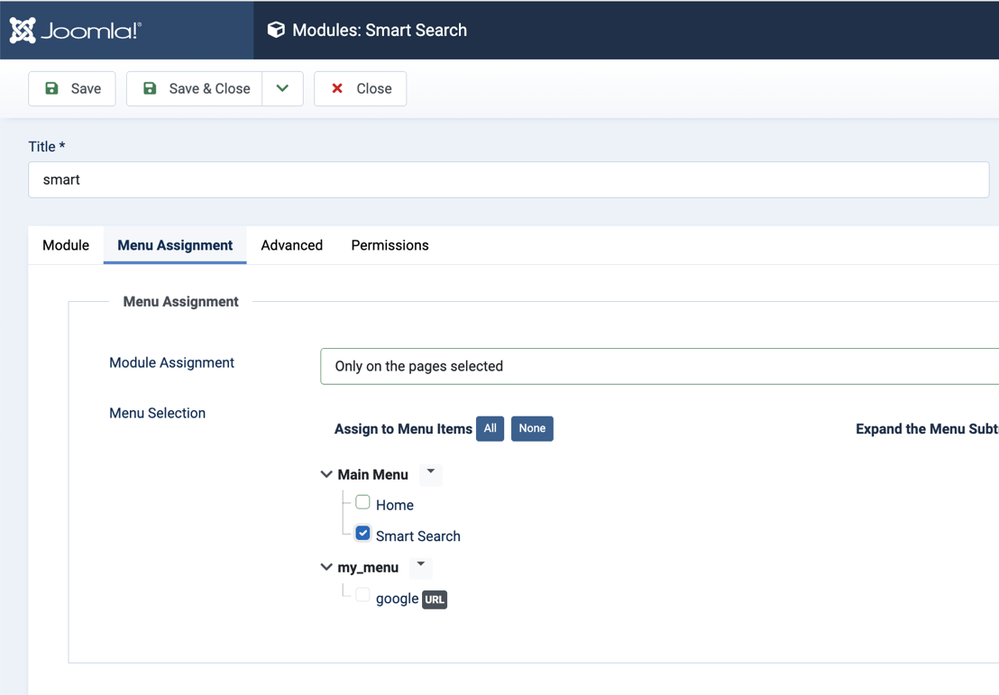 Joomla!® Modules: Smart Search
Save Save & Close Close
Title *
smart
Module Menu Assignment Advanced Permissions
Menu Assignment
Module Assignment Only on the pages selected
Menu Selection
Assign to Menu Items All None Expand the Menu
Main Menu
Home
Smart Search
my_menu
google URL